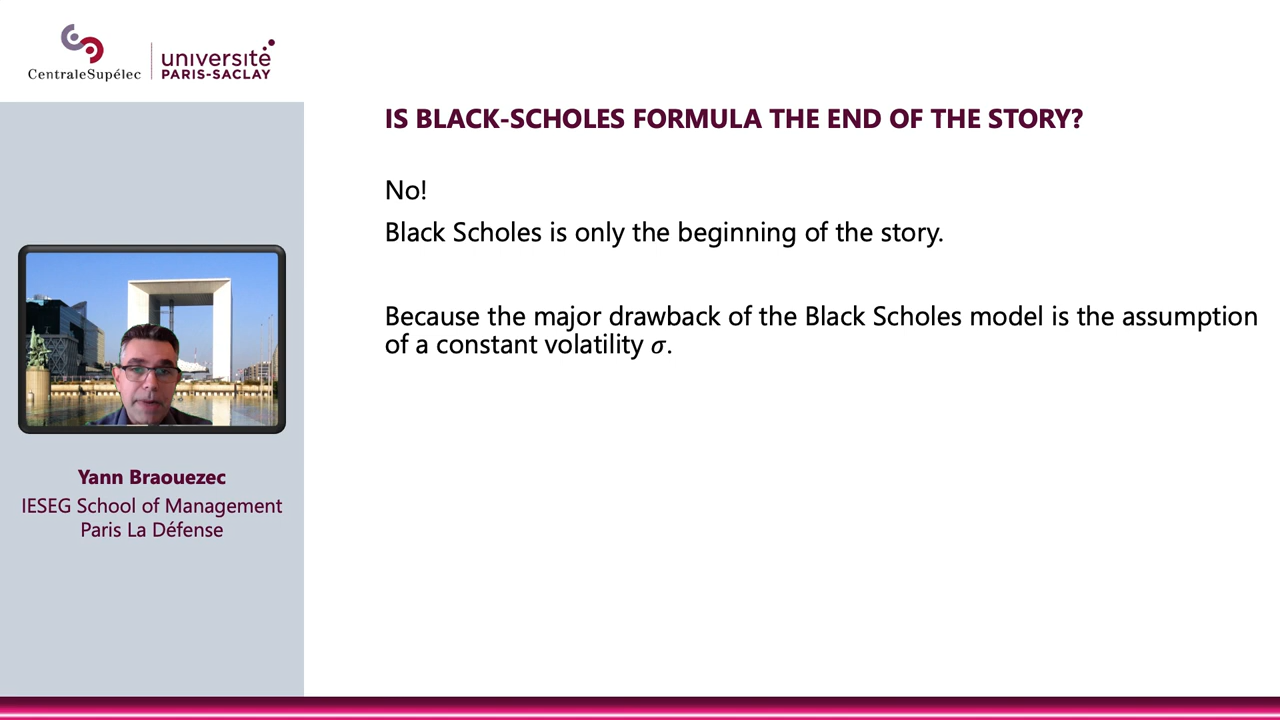 CentraleSupélec
université
PARIS-SACLAY
IS BLACK-SCHOLES FORMULA THE END OF THE STORY?
No!
Black Scholes is only the beginning of the story.
Because the major drawback of the Black Scholes model is the assumption
of a constant volatility σ.
Yann Braouezec
IESEG School of Management
Paris La Défense